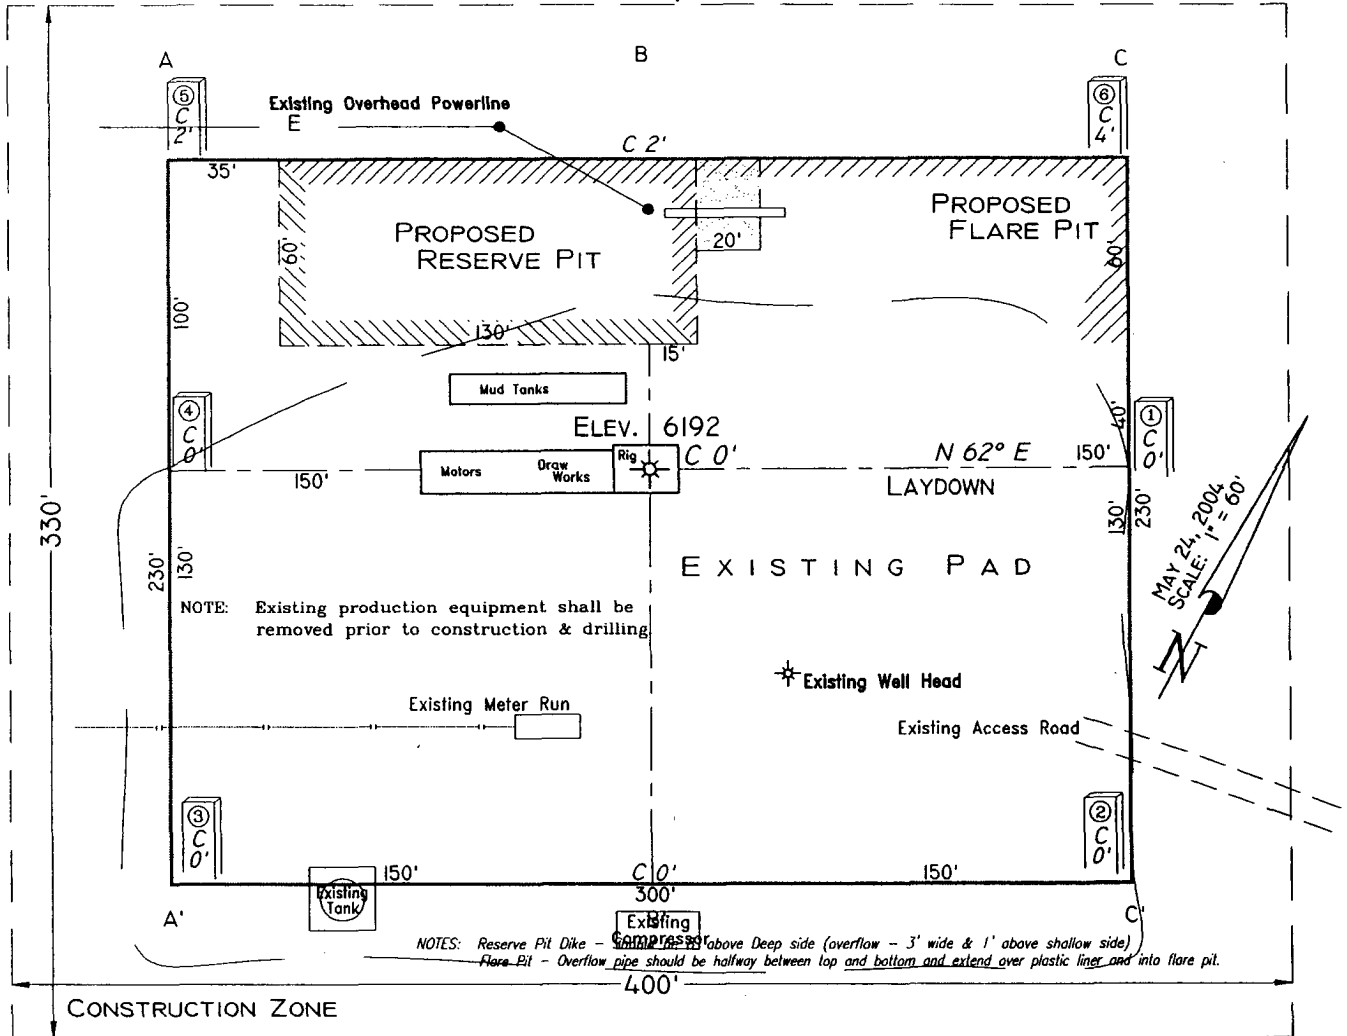 A
B
C
5
C
2'
Existing Overhead Powerline
E
C 2'
6
C
4'
35'
PROPOSED
RESERVE PIT
60'
20'
PROPOSED
FLARE PIT
60'
100'
130'
15'
Mud Tanks
4
C
0'
ELEV. 6192
Rig
C 0'
Motors
Draw
Works
150'
N 62° E
150'
LAYDOWN
40'
1
C
0'
330'
230'
130'
130'
230'
EXISTING PAD
MAY 24, 2004
SCALE: 1" = 60'
N
NOTE: Existing production equipment shall be
removed prior to construction & drilling
Existing Well Head
Existing Meter Run
Existing Access Road
3
C
0'
2
C
0'
150'
C 0'
150'
300'
Existing
Tank
A'
C'
Existing
Compressor
NOTES: Reserve Pit Dike - above Deep side (overflow - 3' wide & 1' above shallow side)
Flare Pit - Overflow pipe should be halfway between top and bottom and extend over plastic liner and into flare pit.
400'
CONSTRUCTION ZONE